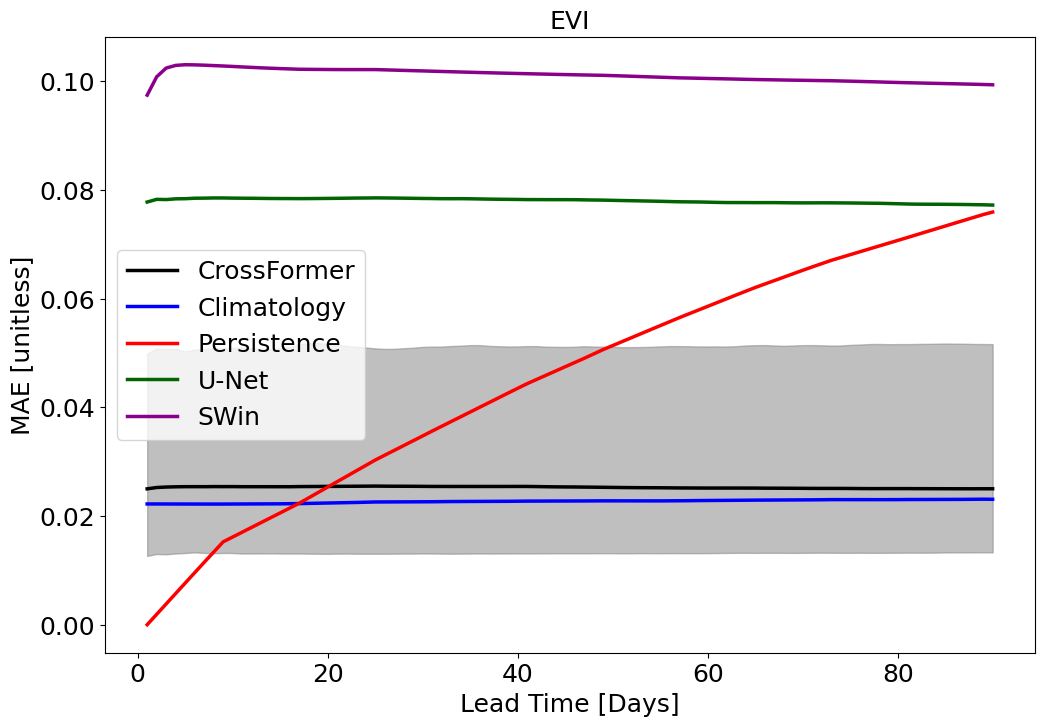 EVI
0.10
0.08
0.06
0.04
0.02
0.00
MAE [unitless]
CrossFormer
Climatology
Persistence
U-Net
SWin
0
20
40
60
80
Lead Time [Days]